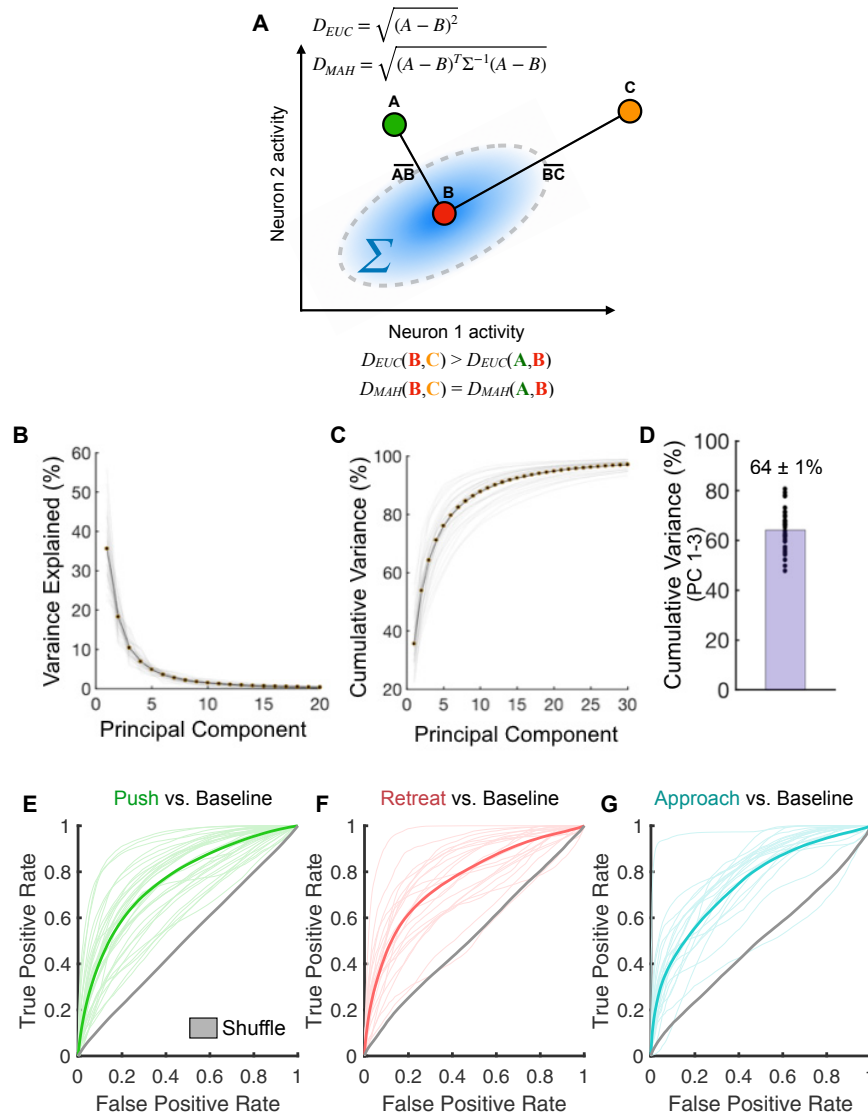 A
D_EUC = √(A − B)²
D_MAH = √(A − B)ᵀΣ⁻¹(A − B)
Neuron 2 activity
A
C
AB
BC
B
Σ
Neuron 1 activity
D_EUC(B,C) > D_EUC(A,B)
D_MAH(B,C) = D_MAH(A,B)
B
Varaince Explained (%)
60
50
40
30
20
10
0
0 5 10 15 20
Principal Component
C
Cumulative Variance (%)
100
80
60
40
20
0 5 10 15 20 25 30
Principal Component
D
Cumulative Variance (%)
(PC 1-3)
64 ± 1%
100
80
60
40
20
0
E
Push vs. Baseline
True Positive Rate
1
0.8
0.6
0.4
0.2
0
Shuffle
0 0.2 0.4 0.6 0.8 1
False Positive Rate
F
Retreat vs. Baseline
True Positive Rate
1
0.8
0.6
0.4
0.2
0
0 0.2 0.4 0.6 0.8 1
False Positive Rate
G
Approach vs. Baseline
True Positive Rate
1
0.8
0.6
0.4
0.2
0
0 0.2 0.4 0.6 0.8 1
False Positive Rate